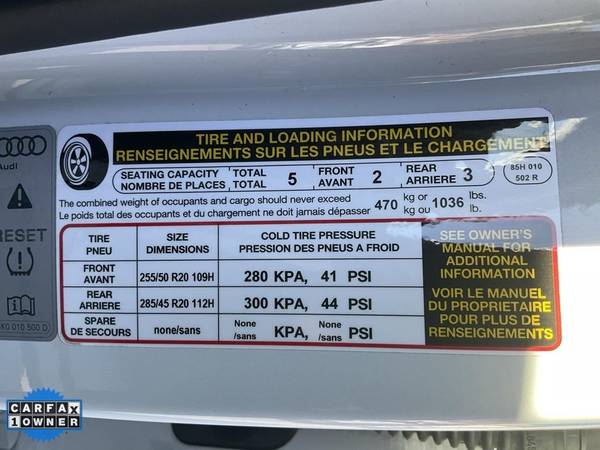 TIRE AND LOADING INFORMATION
RENSEIGNEMENTS SUR LES PNEUS ET LE CHARGEMENT
SEATING CAPACITY TOTAL 5 FRONT 2 REAR 3
NOMBRE DE PLACES TOTAL AVANT ARRIERE
85H 010
502 R
The combined weight of occupants and cargo should never exceed 470 kg or 1036 lbs.
Le poids total des occupants et du chargement ne doit jamais dépasser kg ou lb.
TIRE SIZE COLD TIRE PRESSURE
PNEU DIMENSIONS PRESSION DES PNEUS A FROID
FRONT
AVANT 255/50 R20 109H 280 KPA, 41 PSI
REAR
ARRIERE 285/45 R20 112H 300 KPA, 44 PSI
SPARE
DE SECOURS none/sans None/sans KPA, None/sans PSI
SEE OWNER'S
MANUAL FOR
ADDITIONAL
INFORMATION
VOIR LE MANUEL
DU PROPRIETAIRE
POUR PLUS DE
RENSEIGNEMENTS
Audi
RESET
010 500 D
CARFAX
1 OWNER